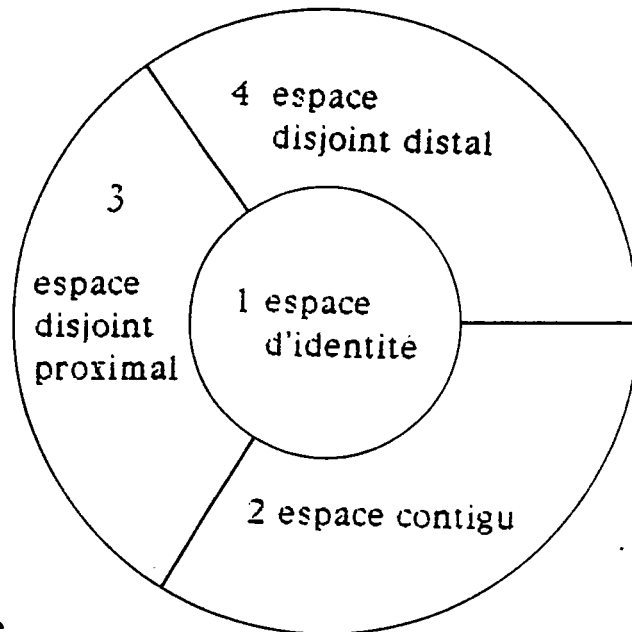 4 espace
disjoint distal
3
espace
disjoint
proximal
1 espace
d'identité
2 espace contigu